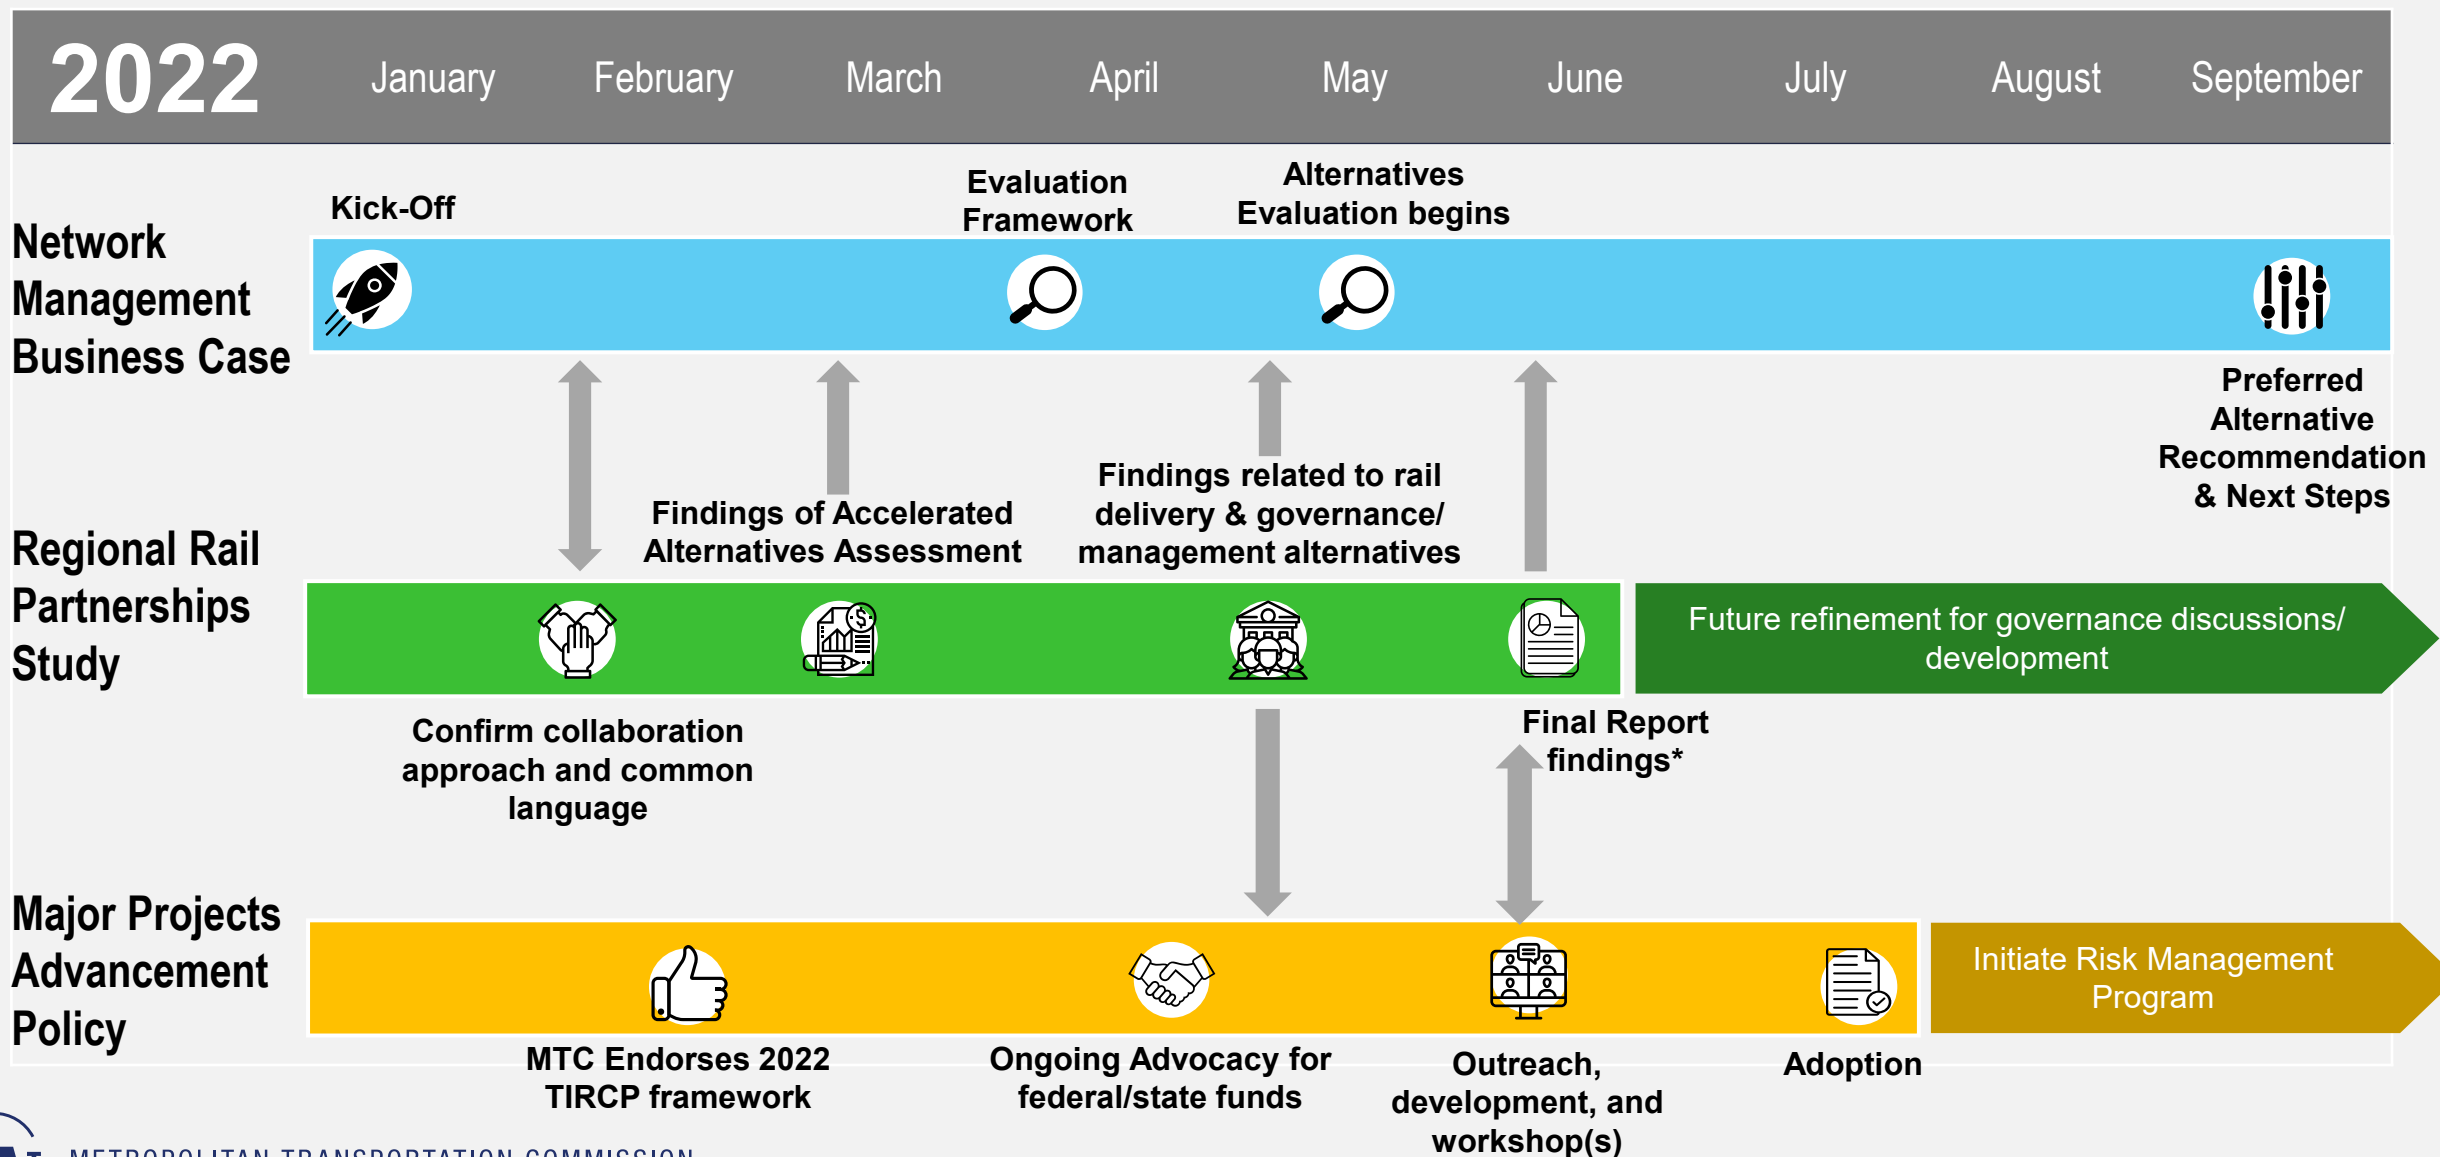 2022 January February March April May June July August September
Network
Management
Business Case
Kick-Off
Evaluation
Framework
Alternatives
Evaluation begins
Preferred
Alternative
Recommendation
& Next Steps
Findings of Accelerated
Alternatives Assessment
Findings related to rail
delivery & governance/
management alternatives
Regional Rail
Partnerships
Study
Future refinement for governance discussions/
development
Confirm collaboration
approach and common
language
Final Report
findings*
Major Projects
Advancement
Policy
Initiate Risk Management
Program
MTC Endorses 2022
TIRCP framework
Ongoing Advocacy for
federal/state funds
Outreach,
development, and
workshop(s)
Adoption
METROPOLITAN TRANSPORTATION COMMISSION